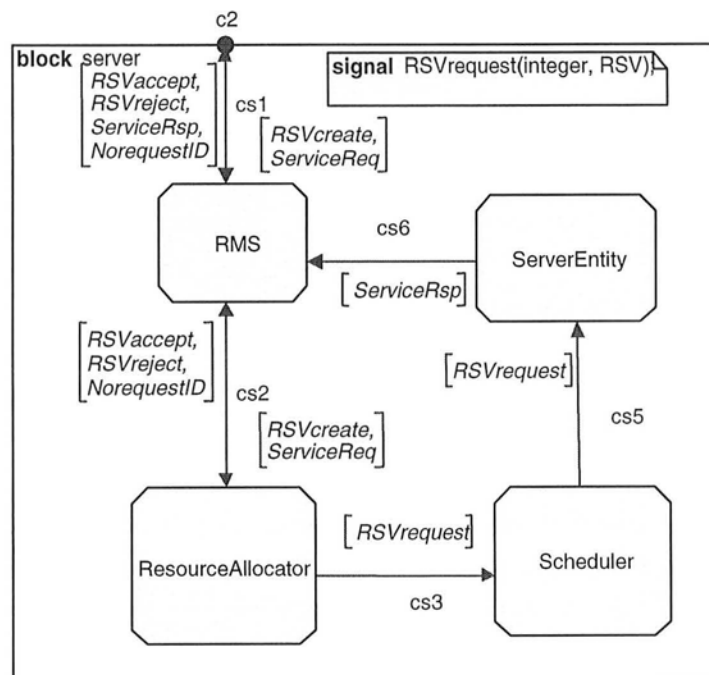 c2
block server
signal RSVrequest(integer, RSV);
[RSVaccept,
RSVreject,
ServiceRsp,
NorequestID]
cs1
[RSVcreate,
ServiceReq]
RMS
cs6
[ServiceRsp]
ServerEntity
[RSVaccept,
RSVreject,
NorequestID]
cs2
[RSVcreate,
ServiceReq]
[RSVrequest]
cs5
ResourceAllocator
[RSVrequest]
cs3
Scheduler